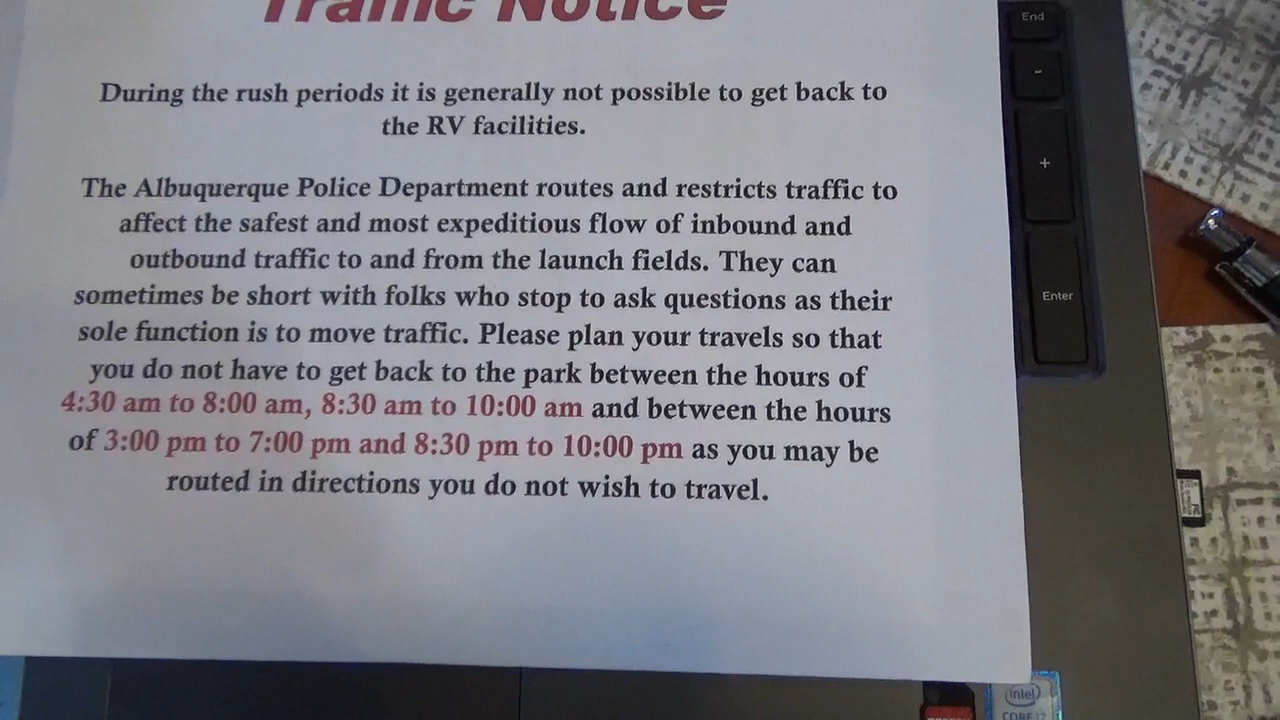 Traffic Notice
During the rush periods it is generally not possible to get back to
the RV facilities.
The Albuquerque Police Department routes and restricts traffic to
affect the safest and most expeditious flow of inbound and
outbound traffic to and from the launch fields. They can
sometimes be short with folks who stop to ask questions as their
sole function is to move traffic. Please plan your travels so that
you do not have to get back to the park between the hours of
4:30 am to 8:00 am, 8:30 am to 10:00 am and between the hours
of 3:00 pm to 7:00 pm and 8:30 pm to 10:00 pm as you may be
routed in directions you do not wish to travel.
End
-
+
Enter
intel
CORE i7